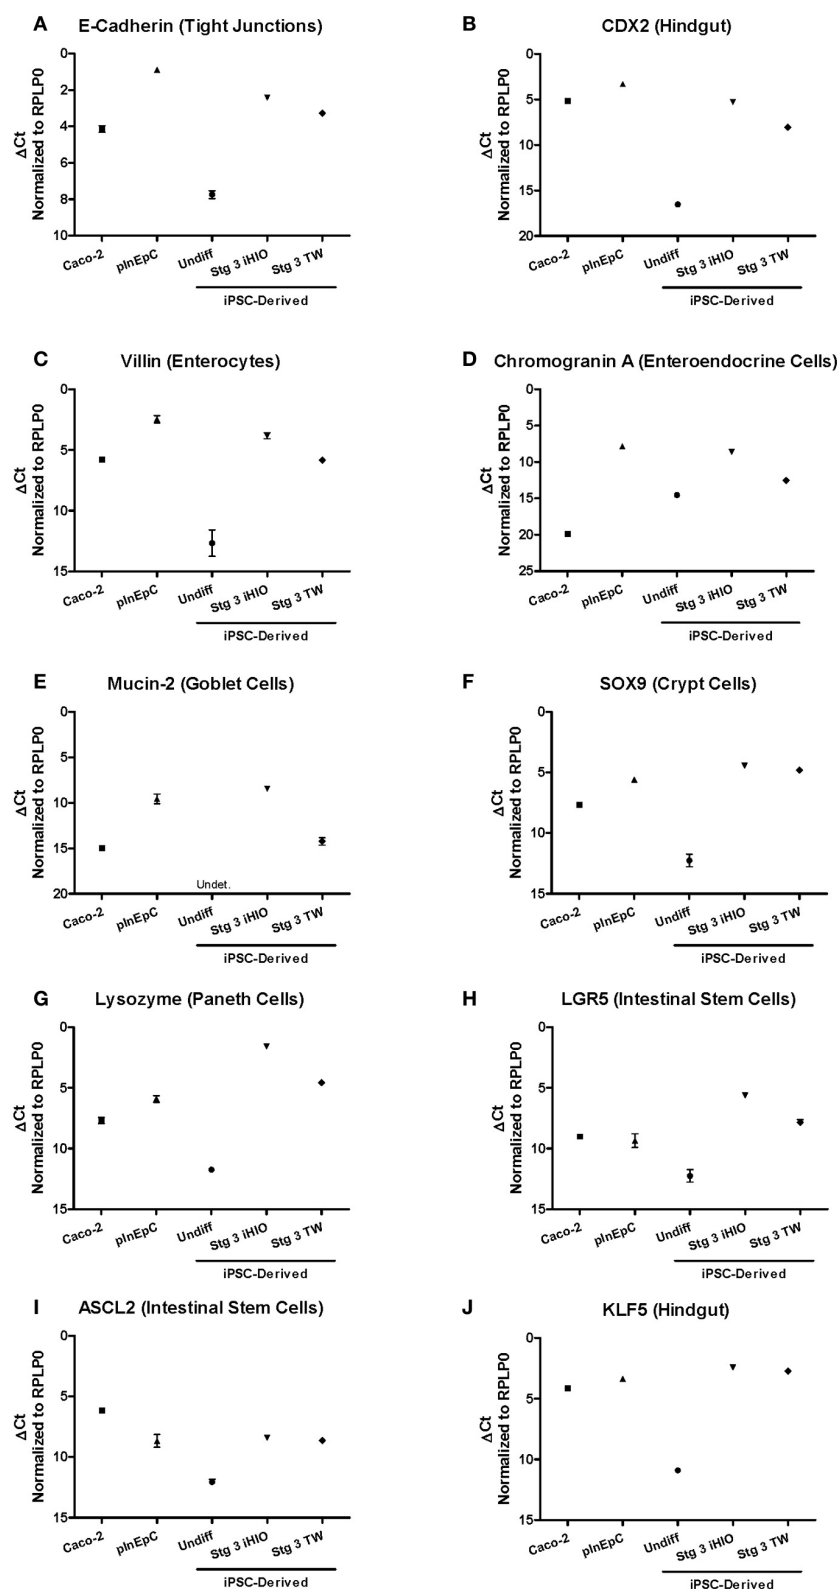 A E-Cadherin (Tight Junctions)
ΔCt
Normalized to RPLP0
0
2
4
6
8
10
Caco-2 pInEpC Undiff Stg 3 iHIO Stg 3 TW
iPSC-Derived
B CDX2 (Hindgut)
ΔCt
Normalized to RPLP0
0
5
10
15
20
Caco-2 pInEpC Undiff Stg 3 iHIO Stg 3 TW
iPSC-Derived
C Villin (Enterocytes)
ΔCt
Normalized to RPLP0
0
5
10
15
Caco-2 pInEpC Undiff Stg 3 iHIO Stg 3 TW
iPSC-Derived
D Chromogranin A (Enteroendocrine Cells)
ΔCt
Normalized to RPLP0
0
5
10
15
20
25
Caco-2 pInEpC Undiff Stg 3 iHIO Stg 3 TW
iPSC-Derived
E Mucin-2 (Goblet Cells)
ΔCt
Normalized to RPLP0
0
5
10
15
20
Undet.
Caco-2 pInEpC Undiff Stg 3 iHIO Stg 3 TW
iPSC-Derived
F SOX9 (Crypt Cells)
ΔCt
Normalized to RPLP0
0
5
10
15
Caco-2 pInEpC Undiff Stg 3 iHIO Stg 3 TW
iPSC-Derived
G Lysozyme (Paneth Cells)
ΔCt
Normalized to RPLP0
0
5
10
15
Caco-2 pInEpC Undiff Stg 3 iHIO Stg 3 TW
iPSC-Derived
H LGR5 (Intestinal Stem Cells)
ΔCt
Normalized to RPLP0
0
5
10
15
Caco-2 pInEpC Undiff Stg 3 iHIO Stg 3 TW
iPSC-Derived
I ASCL2 (Intestinal Stem Cells)
ΔCt
Normalized to RPLP0
0
5
10
15
Caco-2 pInEpC Undiff Stg 3 iHIO Stg 3 TW
iPSC-Derived
J KLF5 (Hindgut)
ΔCt
Normalized to RPLP0
0
5
10
15
Caco-2 pInEpC Undiff Stg 3 iHIO Stg 3 TW
iPSC-Derived